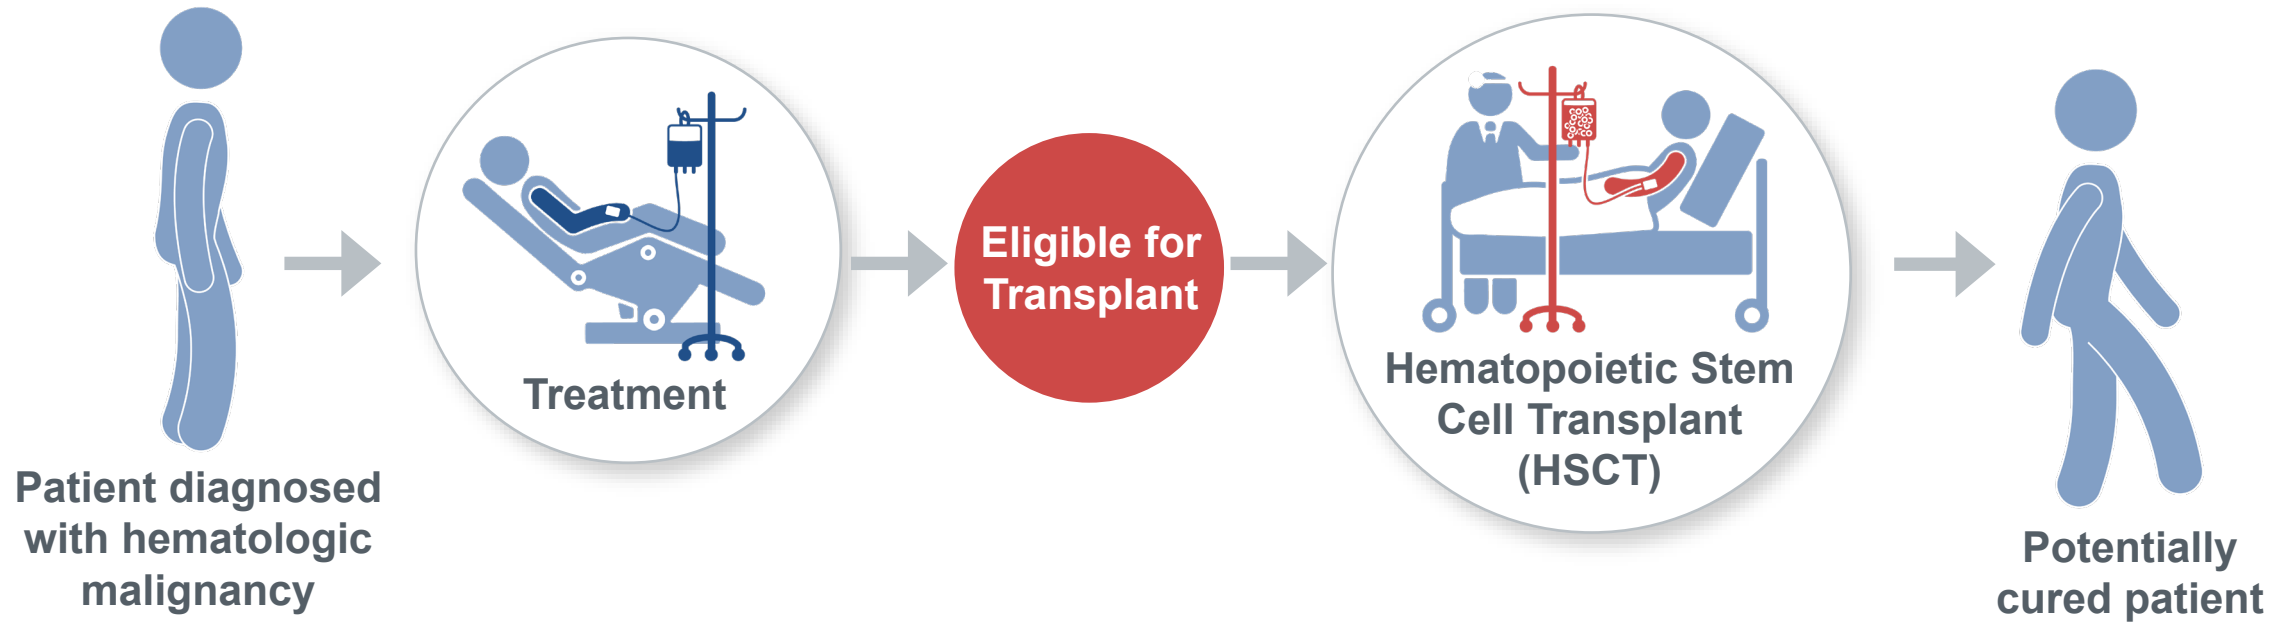 Patient diagnosed
with hematologic
malignancy
Treatment
Eligible for
Transplant
Hematopoietic Stem
Cell Transplant
(HSCT)
Potentially
cured patient